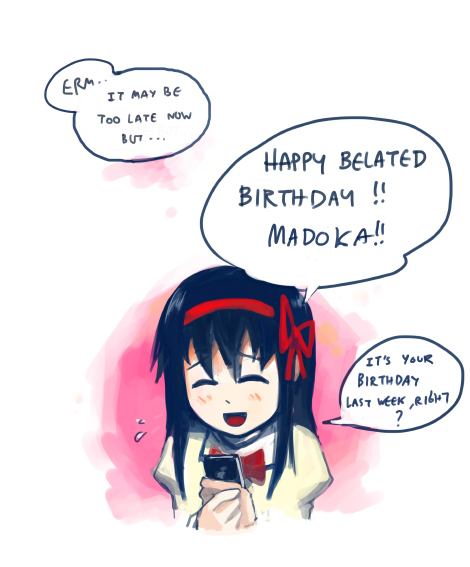 ERM..
IT MAY BE
TOO LATE NOW
BUT ...
HAPPY BELATED
BIRTHDAY !!
MADOKA!!
IT'S YOUR
BIRTHDAY
LAST WEEK, RIGHT
?